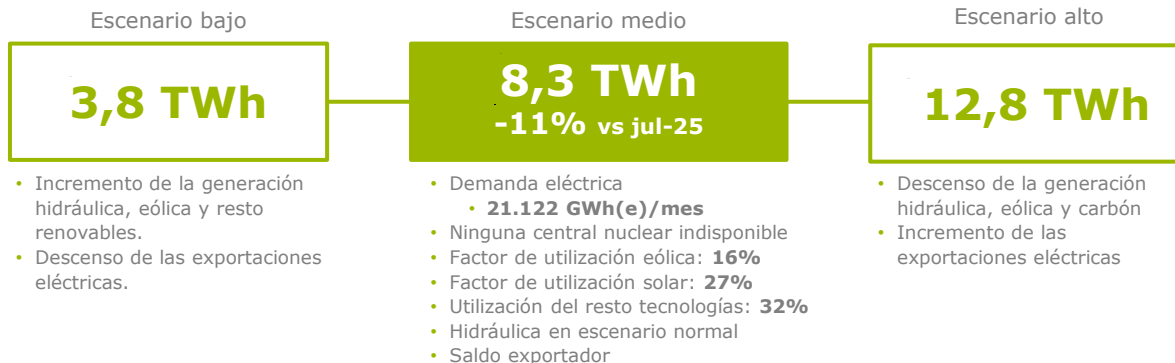 Escenario bajo
3,8 TWh
• Incremento de la generación
hidráulica, eólica y resto
renovables.
• Descenso de las exportaciones
eléctricas.
Escenario medio
8,3 TWh
-11% vs jul-25
• Demanda eléctrica
• 21.122 GWh(e)/mes
• Ninguna central nuclear indisponible
• Factor de utilización eólica: 16%
• Factor de utilización solar: 27%
• Utilización del resto tecnologías: 32%
• Hidráulica en escenario normal
• Saldo exportador
Escenario alto
12,8 TWh
• Descenso de la generación
hidráulica, eólica y carbón
• Incremento de las
exportaciones eléctricas